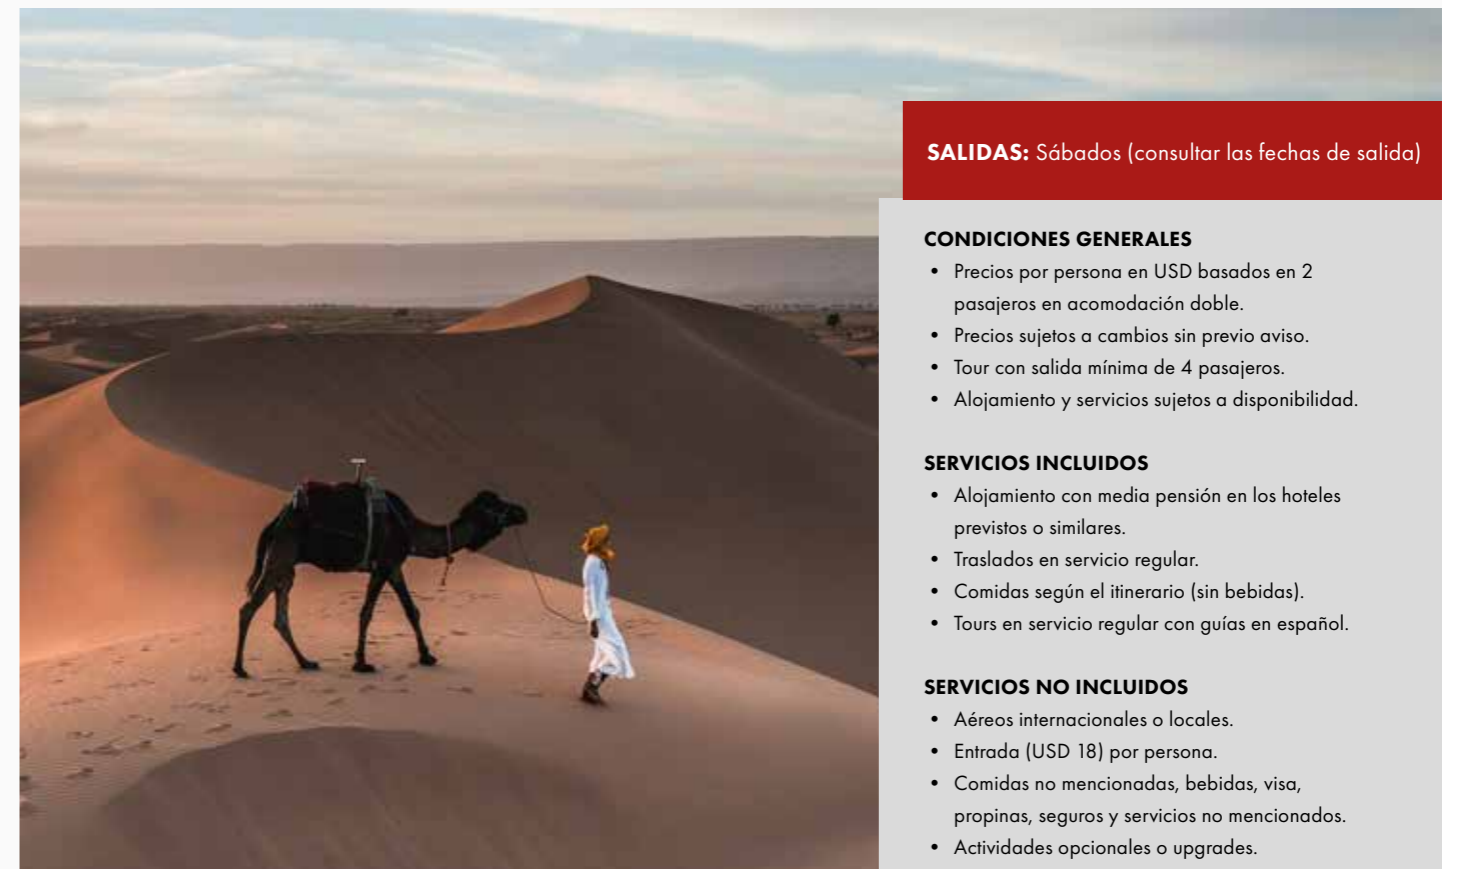 SALIDAS: Sábados (consultar las fechas de salida)
CONDICIONES GENERALES
• Precios por persona en USD basados en 2
pasajeros en acomodación doble.
• Precios sujetos a cambios sin previo aviso.
• Tour con salida mínima de 4 pasajeros.
• Alojamiento y servicios sujetos a disponibilidad.
SERVICIOS INCLUIDOS
• Alojamiento con media pensión en los hoteles
previstos o similares.
• Traslados en servicio regular.
• Comidas según el itinerario (sin bebidas).
• Tours en servicio regular con guías en español.
SERVICIOS NO INCLUIDOS
• Aéreos internacionales o locales.
• Entrada (USD 18) por persona.
• Comidas no mencionadas, bebidas, visa,
propinas, seguros y servicios no mencionados.
• Actividades opcionales o upgrades.